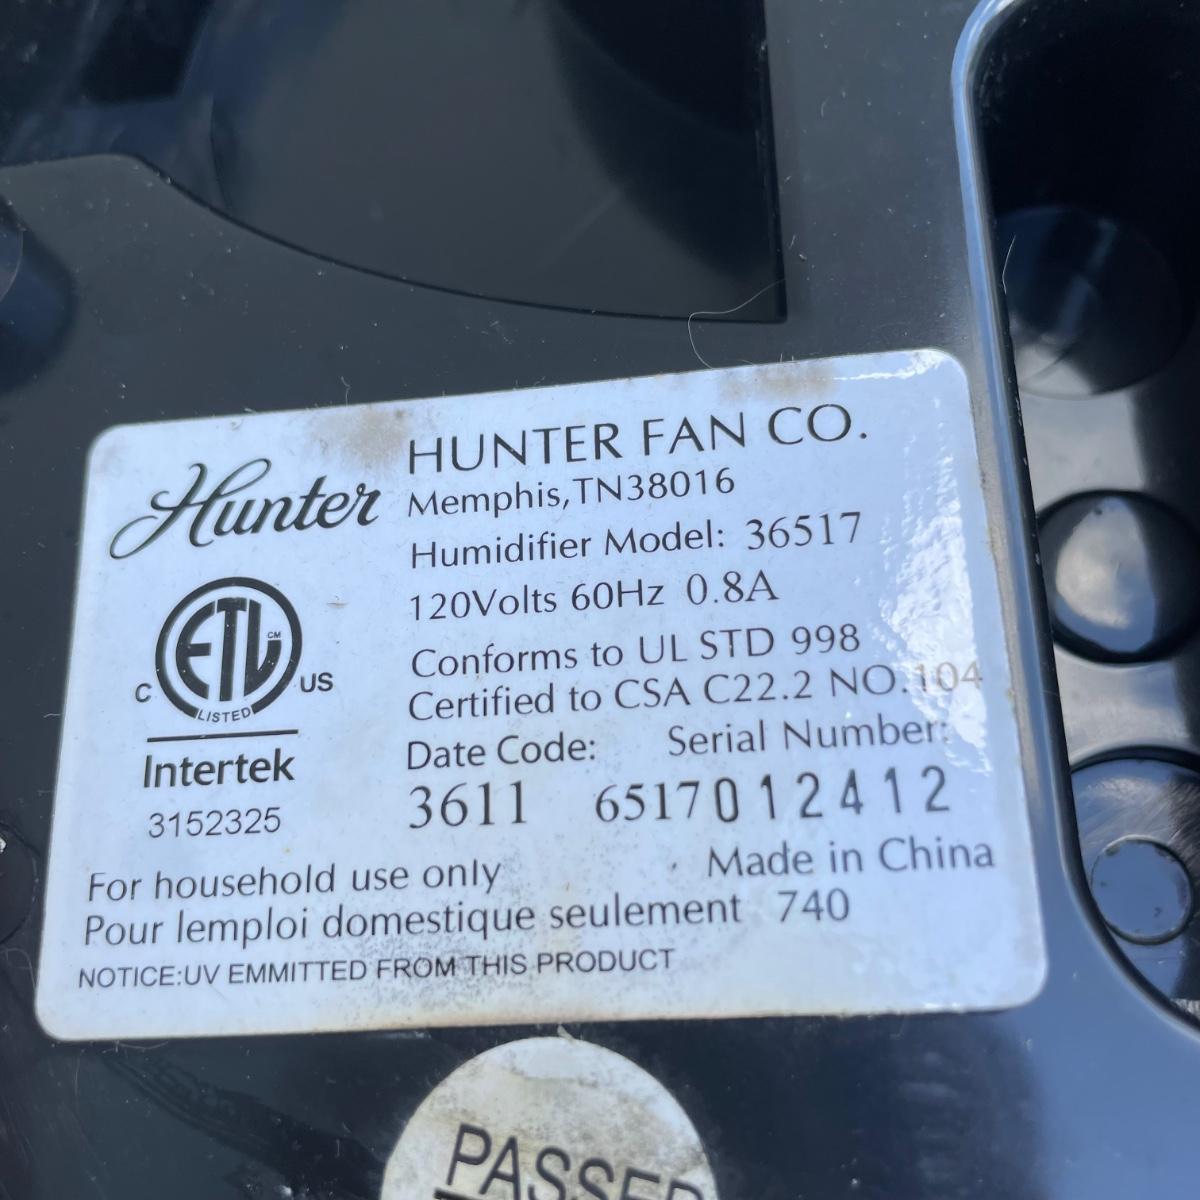 Hunter
HUNTER FAN CO.
Memphis,TN38016
Humidifier Model: 36517
120Volts 60Hz 0.8A
Conforms to UL STD 998
Certified to CSA C22.2 NO.104
Date Code: Serial Number:
3611 6517012412
ETL CM
C US
LISTED
Intertek
3152325
Made in China
For household use only
Pour lemploi domestique seulement 740
NOTICE:UV EMMITTED FROM THIS PRODUCT
PASSED